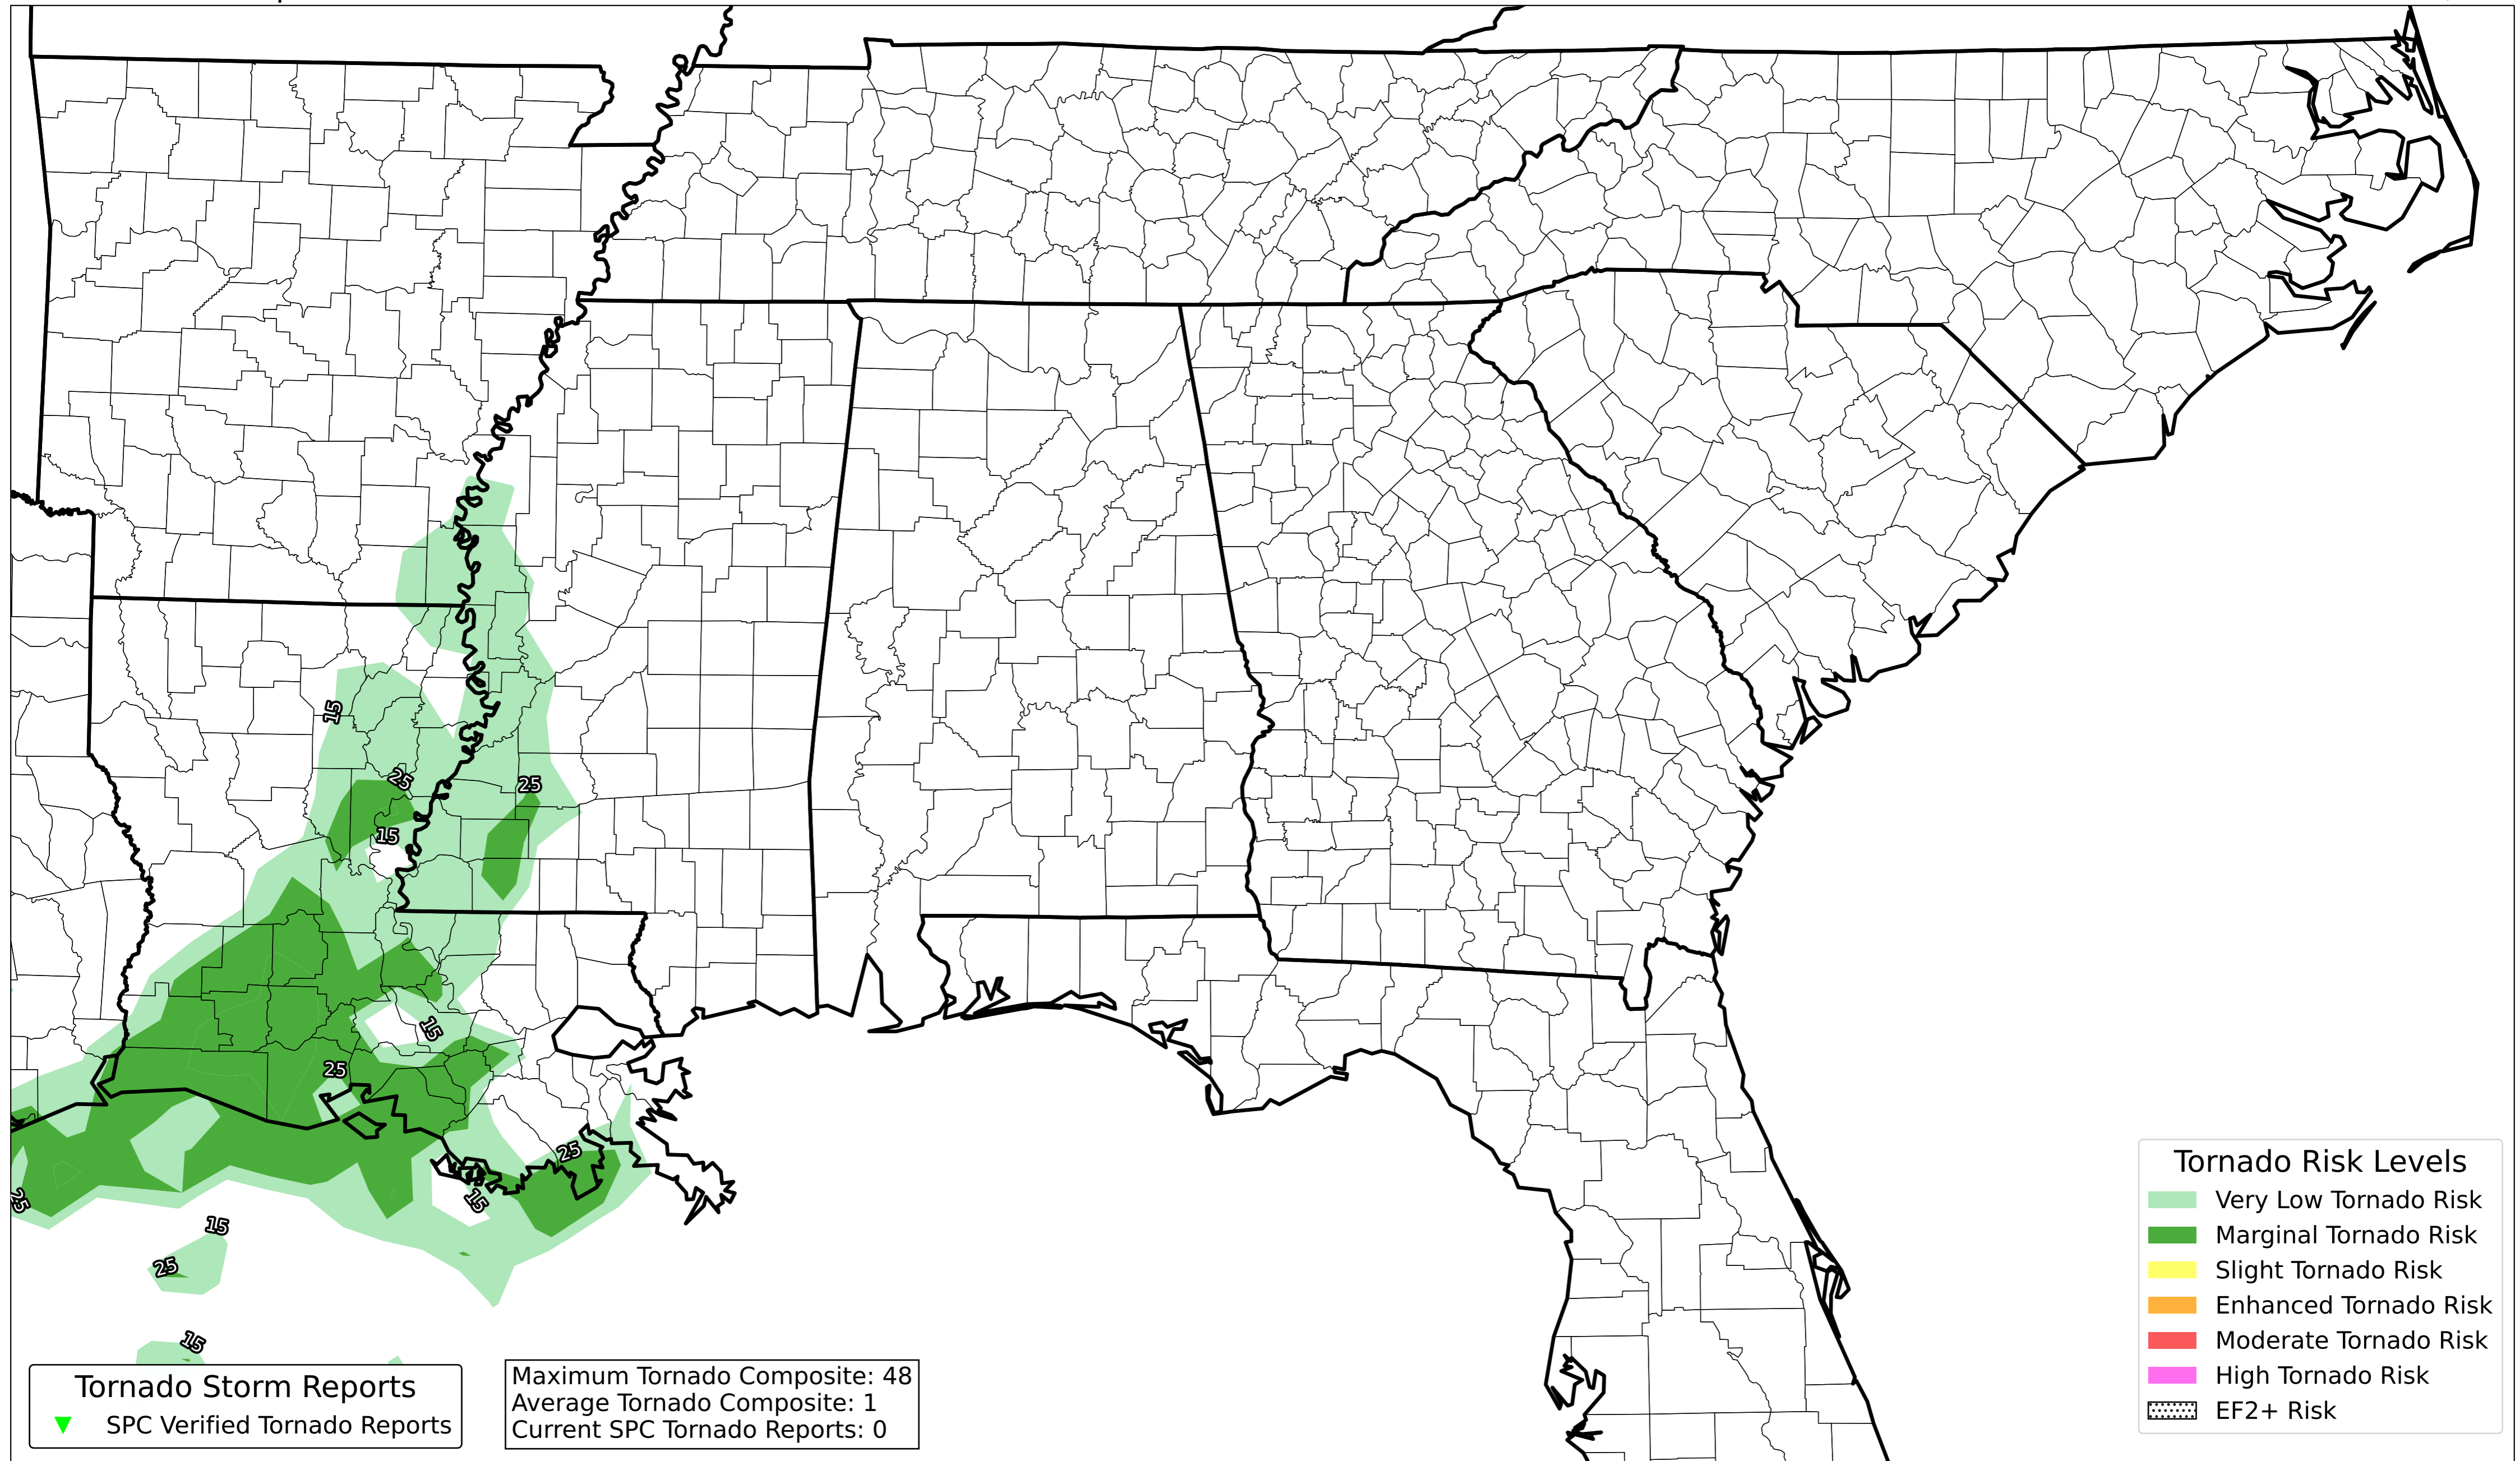 15
25
25
15
15
25
25
25
15
15
25
15
Tornado Storm Reports
SPC Verified Tornado Reports
Maximum Tornado Composite: 48
Average Tornado Composite: 1
Current SPC Tornado Reports: 0
Tornado Risk Levels
Very Low Tornado Risk
Marginal Tornado Risk
Slight Tornado Risk
Enhanced Tornado Risk
Moderate Tornado Risk
High Tornado Risk
EF2+ Risk